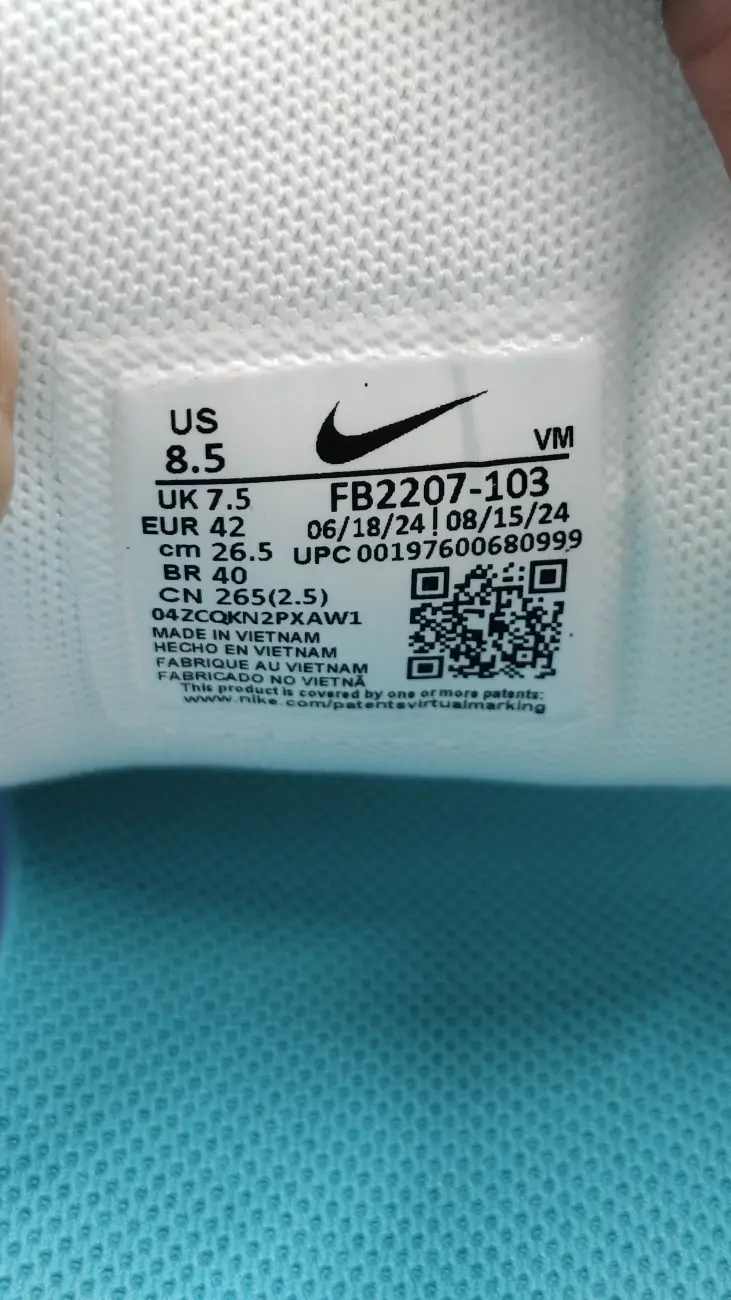 US
8.5
VM
UK 7.5
FB2207-103
EUR 42
06/18/24 | 08/15/24
cm 26.5
UPC 00197600680999
BR 40
CN 265(2.5)
04ZCQKN2PXAW1
MADE IN VIETNAM
HECHO EN VIETNAM
FABRIQUE AU VIETNAM
FABRICADO NO VIETNÃ
This product is covered by one or more patents:
www.nike.com/patentsvirtualmarking